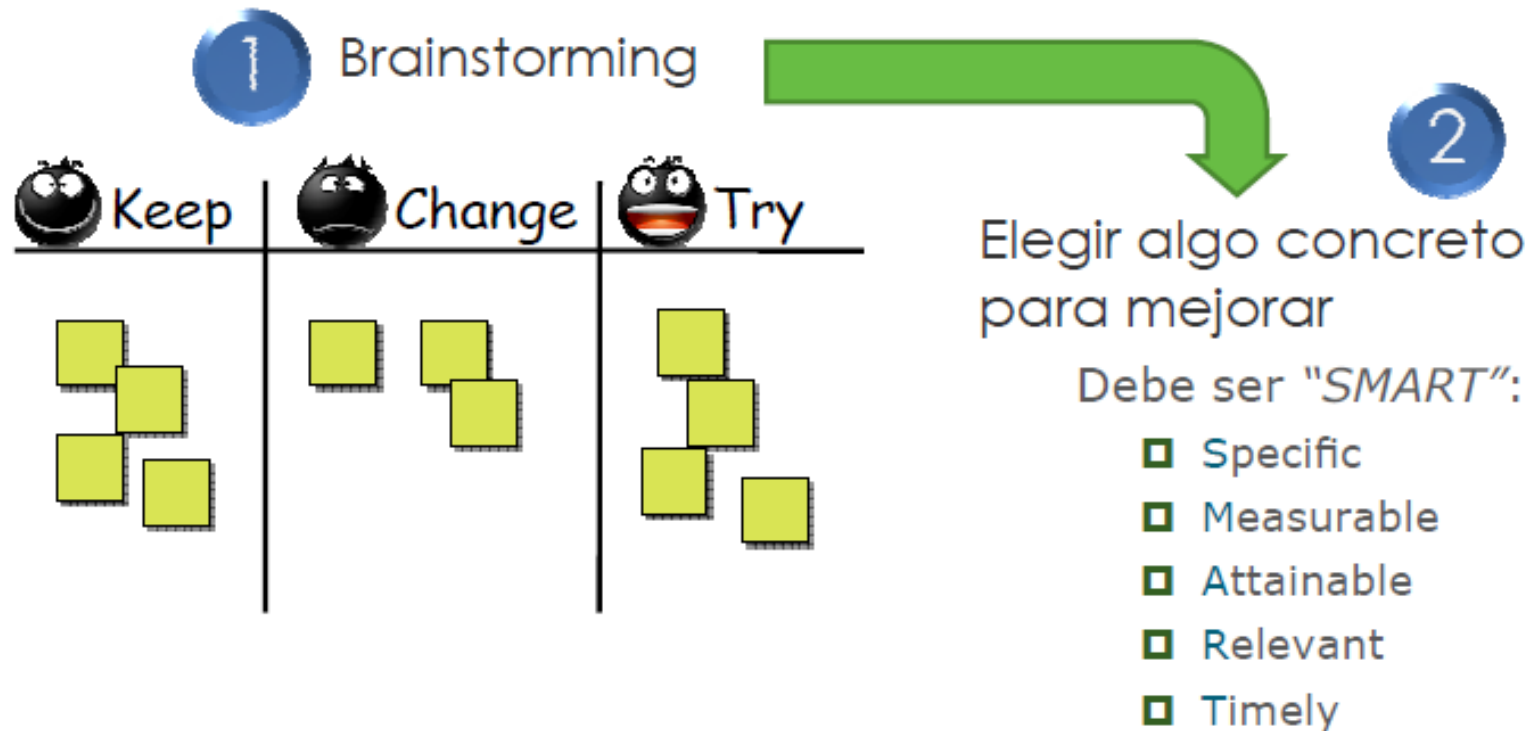 1 Brainstorming
2
Keep Change Try
Elegir algo concreto
para mejorar
Debe ser “SMART”:
Specific
Measurable
Attainable
Relevant
Timely